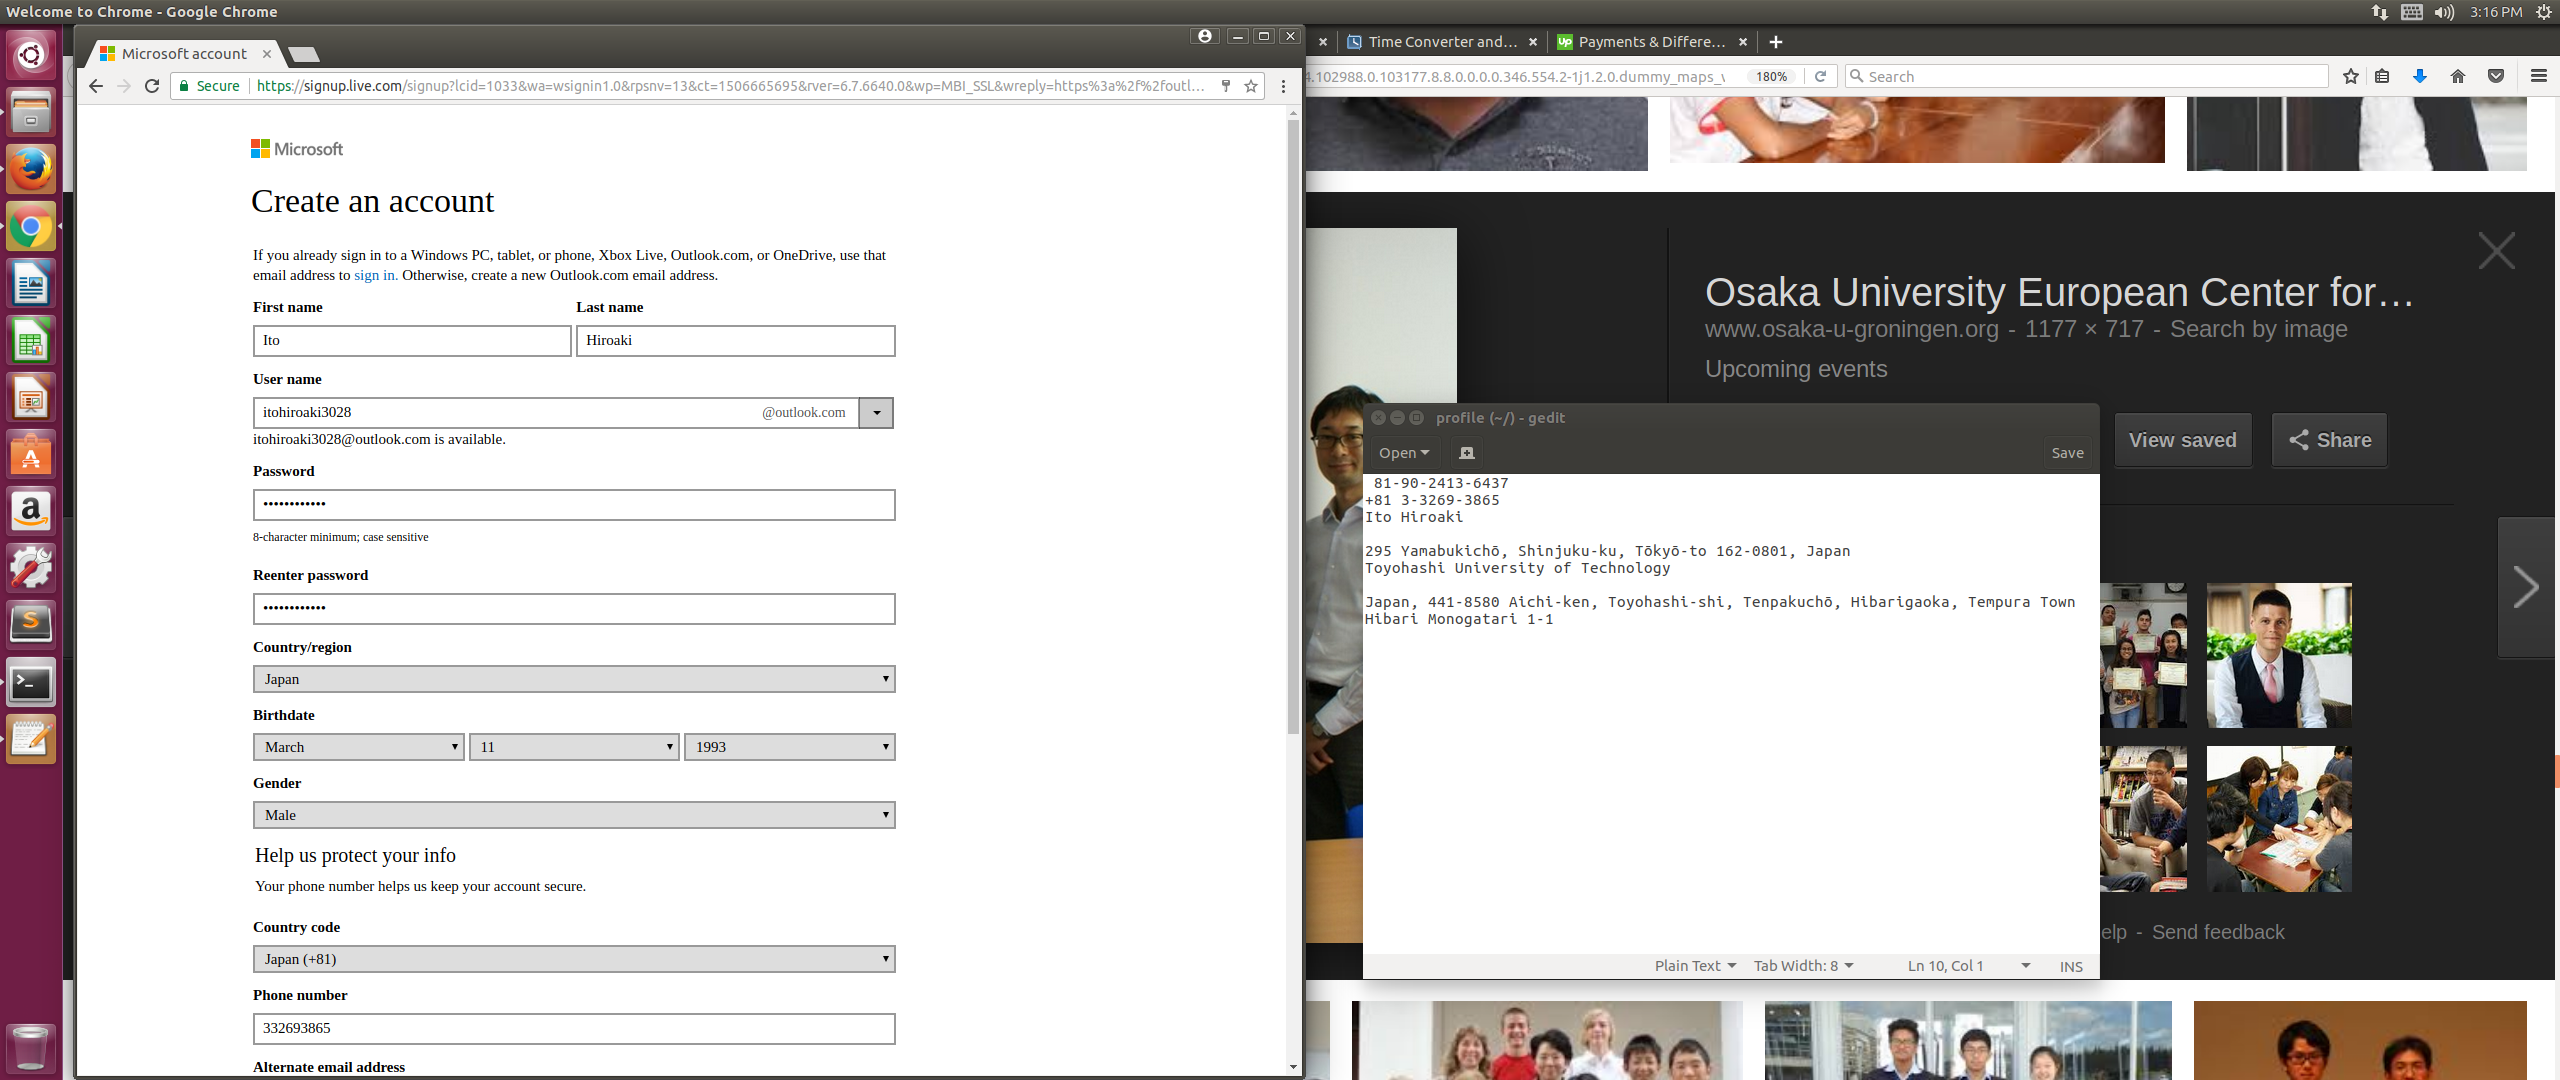 Welcome to Chrome - Google Chrome
3:16 PM
Microsoft account
Secure
https://signup.live.com/signup?lcid=1033&wa=wsignin1.0&rpsnv=13&ct=1506665695&rver=6.7.6640.0&wp=MBI_SSL&wreply=https%3a%2f%2foutl...
Microsoft
Create an account
If you already sign in to a Windows PC, tablet, or phone, Xbox Live, Outlook.com, or OneDrive, use that
email address to sign in. Otherwise, create a new Outlook.com email address.
First name
Last name
Ito
Hiroaki
User name
itohiroaki3028
@outlook.com
itohiroaki3028@outlook.com is available.
Password
8-character minimum; case sensitive
Reenter password
Country/region
Japan
Birthdate
March
11
1993
Gender
Male
Help us protect your info
Your phone number helps us keep your account secure.
Country code
Japan (+81)
Phone number
332693865
Alternate email address
Time Converter and...
Up
Payments & Differe...
4.102988.0.103177.8.8.0.0.0.0.346.554.2-1j1.2.0.dummy_maps_
180%
Search
Osaka University European Center for...
www.osaka-u-groningen.org - 1177 × 717 - Search by image
Upcoming events
View saved
Share
profile (~/) - gedit
Open
Save
81-90-2413-6437
+81 3-3269-3865
Ito Hiroaki
295 Yamabukichō, Shinjuku-ku, Tōkyō-to 162-0801, Japan
Toyohashi University of Technology
Japan, 441-8580 Aichi-ken, Toyohashi-shi, Tenpakuchō, Hibarigaoka, Tempura Town
Hibari Monogatari 1-1
Plain Text
Tab Width: 8
Ln 10, Col 1
INS
elp - Send feedback